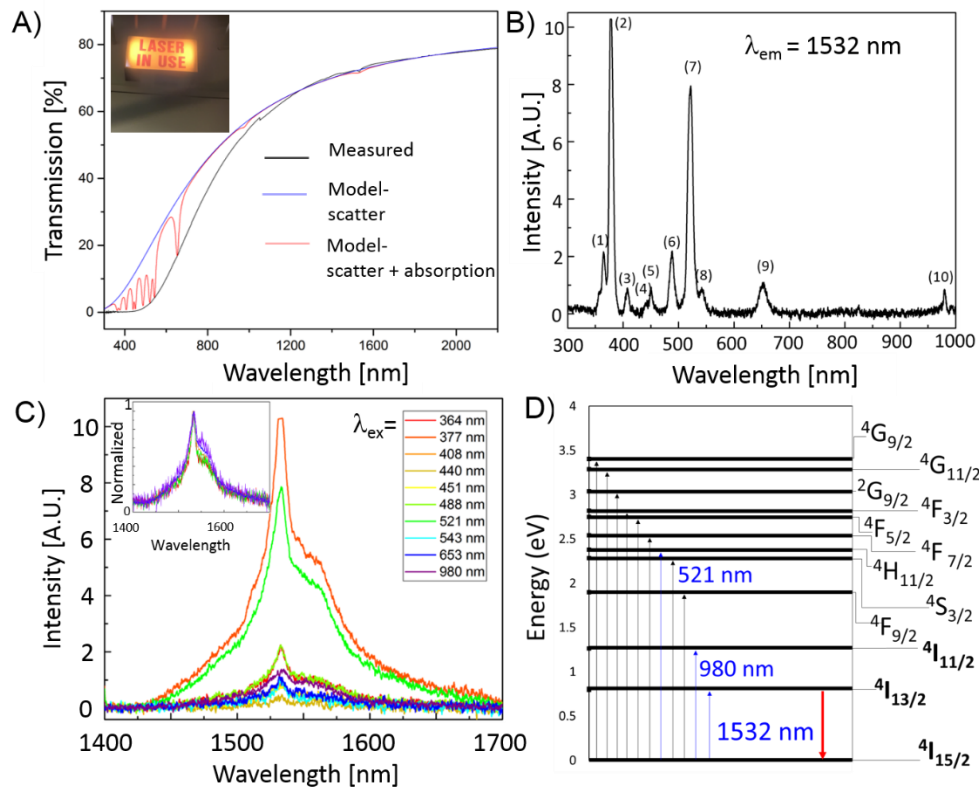 A)
LASER
IN USE
Transmission [%]
80
60
40
20
0
Measured
Model-
scatter
Model-
scatter + absorption
400
800
1200
1600
2000
Wavelength [nm]
B)
λem = 1532 nm
Intensity [A.U.]
10
8
6
4
2
0
(1)
(2)
(3)
(4)
(5)
(6)
(7)
(8)
(9)
(10)
300 400 500 600 700 800 900 1000
Wavelength [nm]
C)
λex=
364 nm
377 nm
408 nm
440 nm
451 nm
488 nm
521 nm
543 nm
653 nm
980 nm
Normalized
1
0
1400
1600
Wavelength
Intensity [A.U.]
10
8
6
4
2
0
1400
1500
1600
1700
Wavelength [nm]
D)
Energy (eV)
4
3.5
3
2.5
2
1.5
1
0.5
0
521 nm
980 nm
1532 nm
⁴G9/2
⁴G11/2
²G9/2
⁴F3/2
⁴F5/2
⁴F7/2
⁴H11/2
⁴S3/2
⁴F9/2
⁴I11/2
⁴I13/2
⁴I15/2